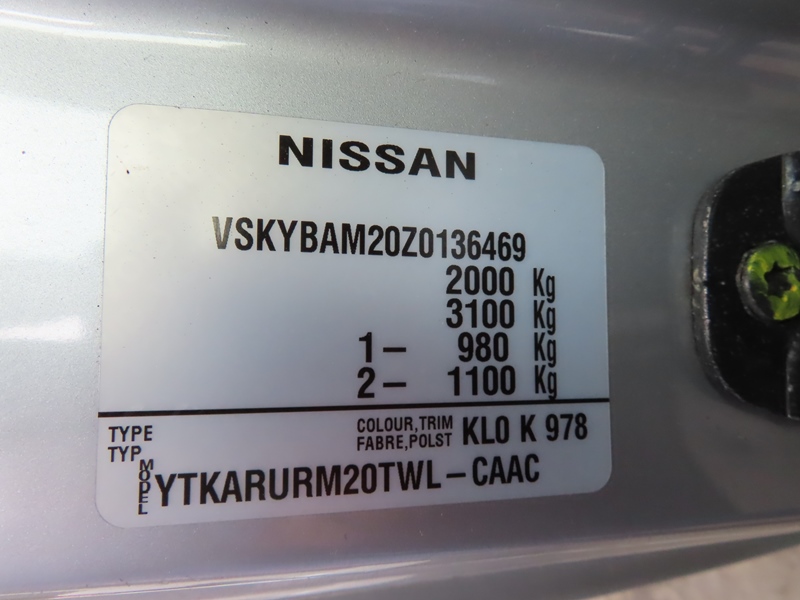 NISSAN
VSKYBAM20Z0136469
2000 Kg
3100 Kg
1– 980 Kg
2– 1100 Kg
TYPE
TYP
COLOUR,TRIM
FABRE,POLST
KL0 K 978
MODEL
YTKARURM20TWL–CAAC